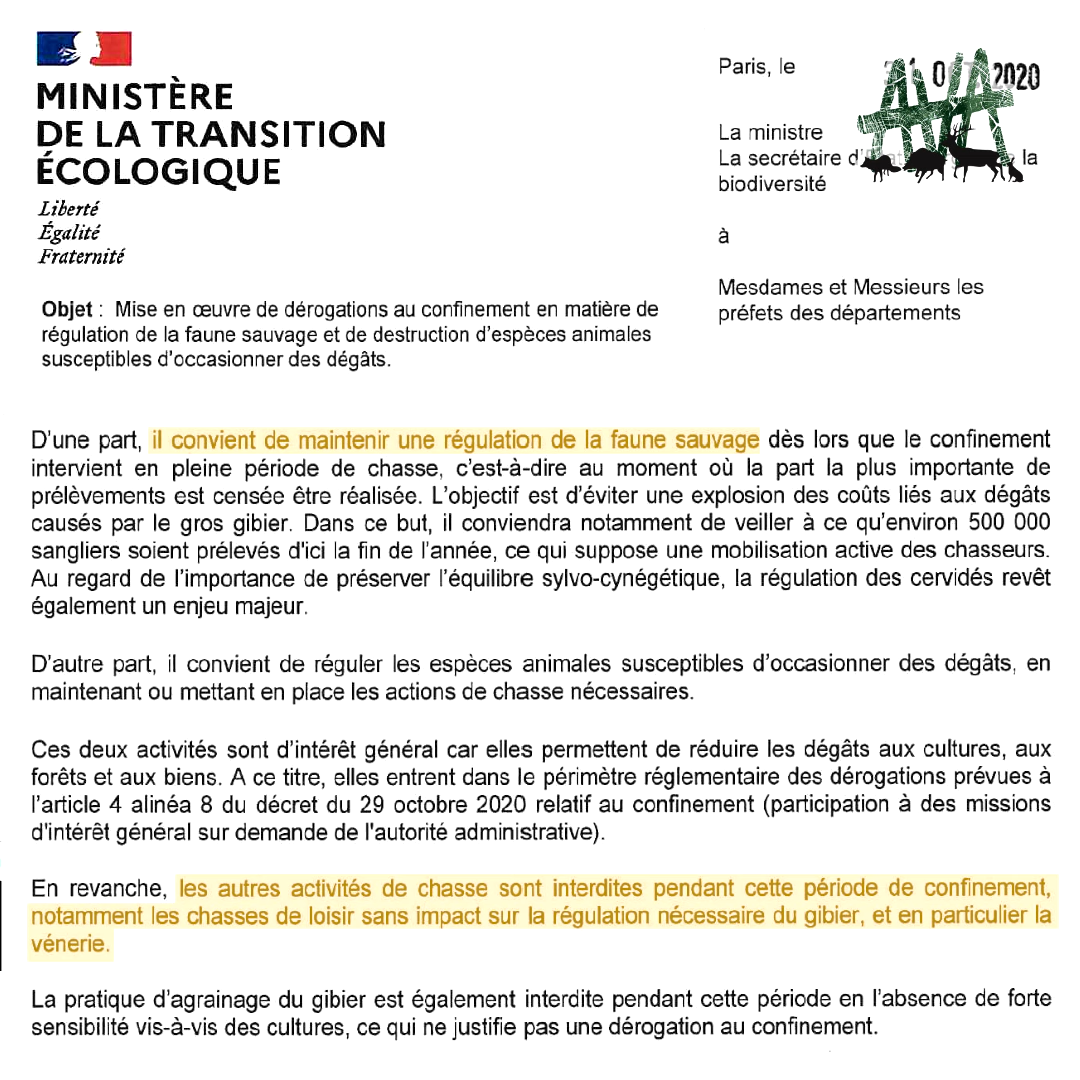 MINISTÈRE
DE LA TRANSITION
ÉCOLOGIQUE
Liberté
Égalité
Fraternité
Paris, le 31 OCT 2020
AVA
La ministre
La secrétaire la
biodiversité
à
Mesdames et Messieurs les
préfets des départements
Objet : Mise en œuvre de dérogations au confinement en matière de
régulation de la faune sauvage et de destruction d'espèces animales
susceptibles d'occasionner des dégâts.
D'une part, il convient de maintenir une régulation de la faune sauvage dès lors que le confinement
intervient en pleine période de chasse, c'est-à-dire au moment où la part la plus importante de
prélèvements est censée être réalisée. L'objectif est d'éviter une explosion des coûts liés aux dégâts
causés par le gros gibier. Dans ce but, il conviendra notamment de veiller à ce qu'environ 500 000
sangliers soient prélevés d'ici la fin de l'année, ce qui suppose une mobilisation active des chasseurs.
Au regard de l'importance de préserver l'équilibre sylvo-cynégétique, la régulation des cervidés revêt
également un enjeu majeur.
D'autre part, il convient de réguler les espèces animales susceptibles d'occasionner des dégâts, en
maintenant ou mettant en place les actions de chasse nécessaires.
Ces deux activités sont d'intérêt général car elles permettent de réduire les dégâts aux cultures, aux
forêts et aux biens. A ce titre, elles entrent dans le périmètre réglementaire des dérogations prévues à
l'article 4 alinéa 8 du décret du 29 octobre 2020 relatif au confinement (participation à des missions
d'intérêt général sur demande de l'autorité administrative).
En revanche, les autres activités de chasse sont interdites pendant cette période de confinement,
notamment les chasses de loisir sans impact sur la régulation nécessaire du gibier, et en particulier la
vénerie.
La pratique d'agrainage du gibier est également interdite pendant cette période en l'absence de forte
sensibilité vis-à-vis des cultures, ce qui ne justifie pas une dérogation au confinement.